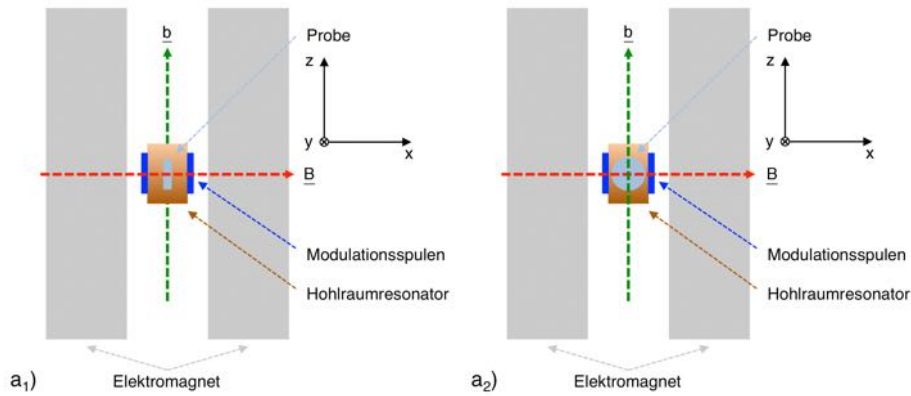 b
Probe
z
y
x
B
Modulationsspulen
Hohlraumresonator
a1)
Elektromagnet
b
Probe
z
y
x
B
Modulationsspulen
Hohlraumresonator
a2)
Elektromagnet